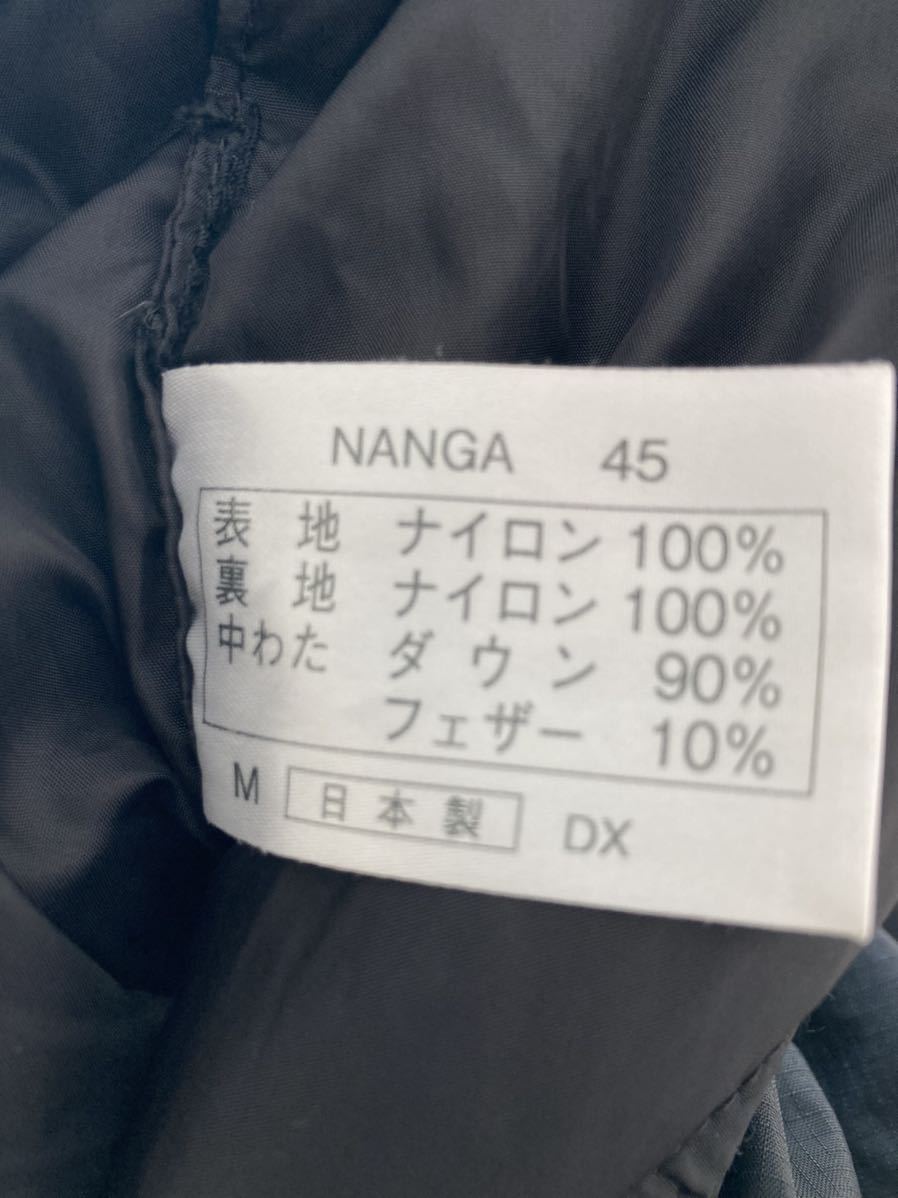 NANGA 45
表地 ナイロン 100%
裏地 ナイロン 100%
中わた ダウン 90%
フェザー 10%
M 日本製 DX